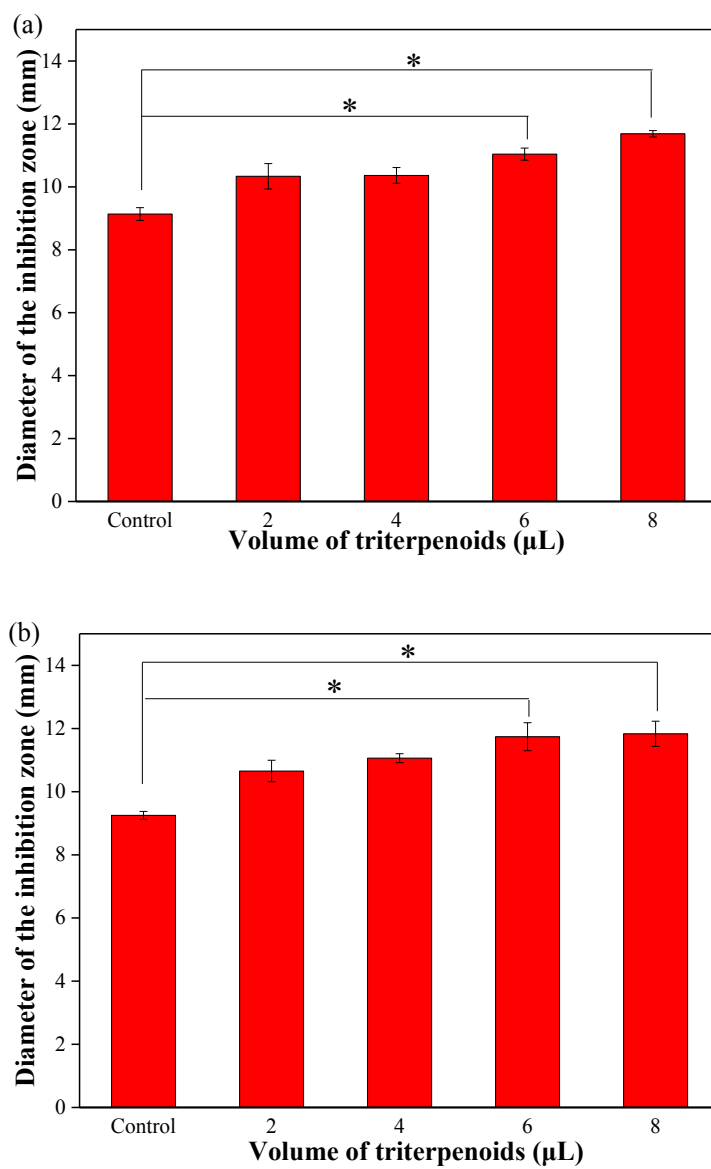 (a)
Diameter of the inhibition zone (mm)
14
12
10
8
6
4
2
0
*
*
Control 2 4 6 8
Volume of triterpenoids (μL)
(b)
Diameter of the inhibition zone (mm)
14
12
10
8
6
4
2
0
*
*
Control 2 4 6 8
Volume of triterpenoids (μL)